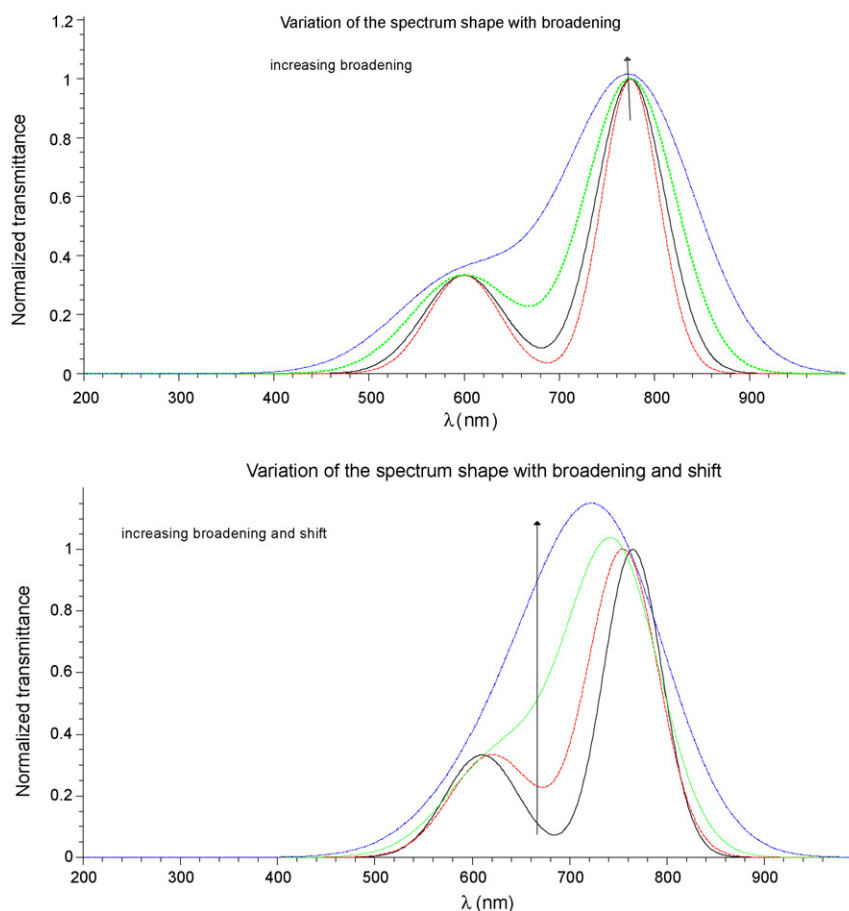 Variation of the spectrum shape with broadening
increasing broadening
Normalized transmittance
1.2
1
0.8
0.6
0.4
0.2
0
200 300 400 500 600 700 800 900
λ (nm)
Variation of the spectrum shape with broadening and shift
increasing broadening and shift
Normalized transmittance
1
0.8
0.6
0.4
0.2
0
200 200 400 500 600 700 800 900
λ (nm)